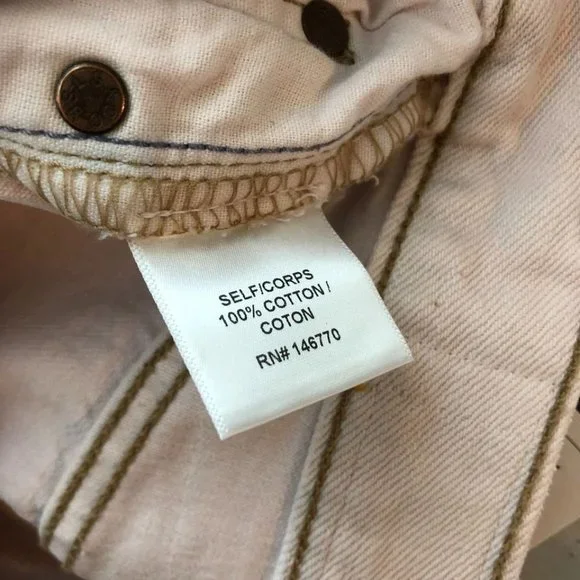 SELF/CORPS
100% COTTON /
COTON
RN# 146770